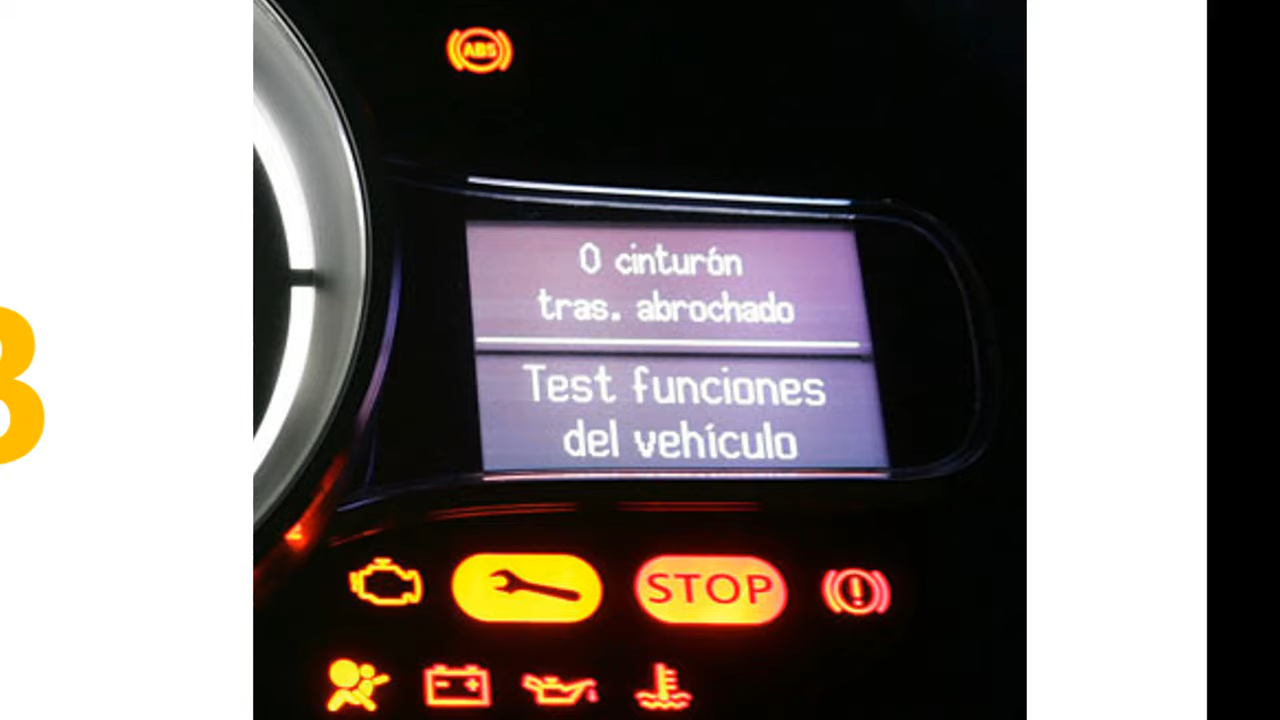 ABS
0 cinturón
tras. abrochado
Test funciones
del vehículo
STOP